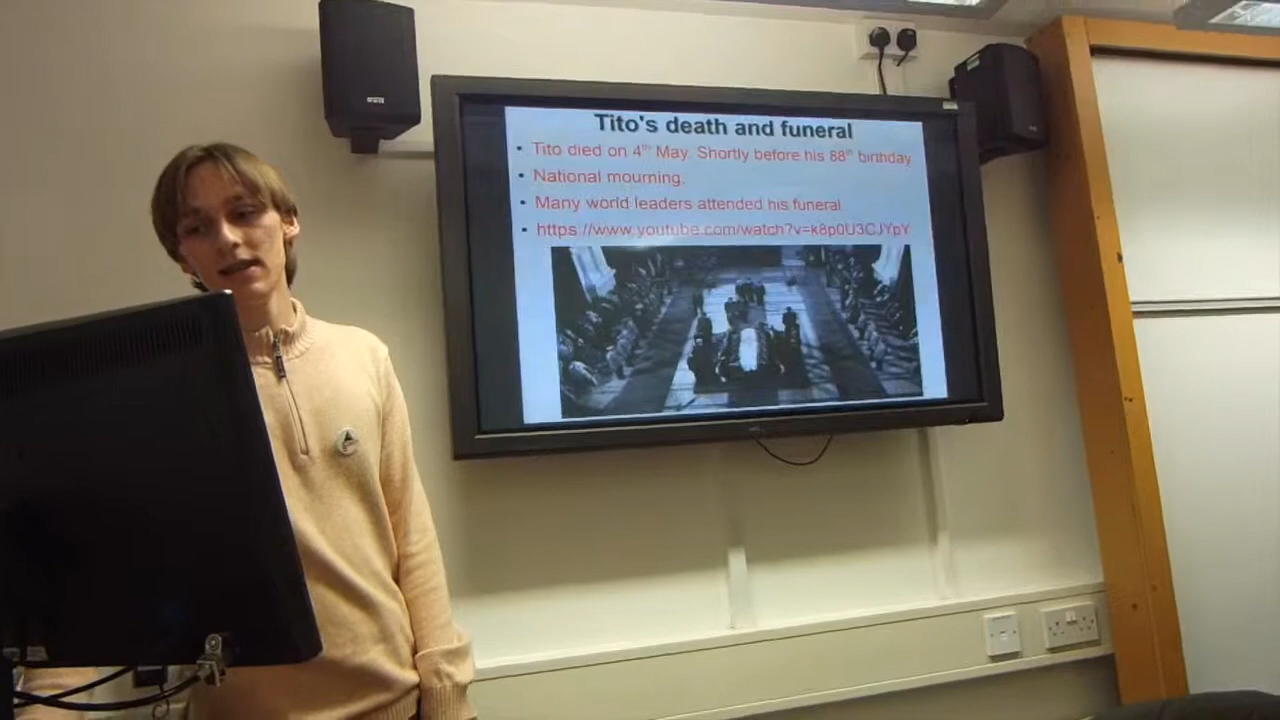 Tito's death and funeral
• Tito died on 4th May. Shortly before his 88th birthday
• National mourning.
• Many world leaders attended his funeral
• https://www.youtube.com/watch?v=k8p0U3CJYpY